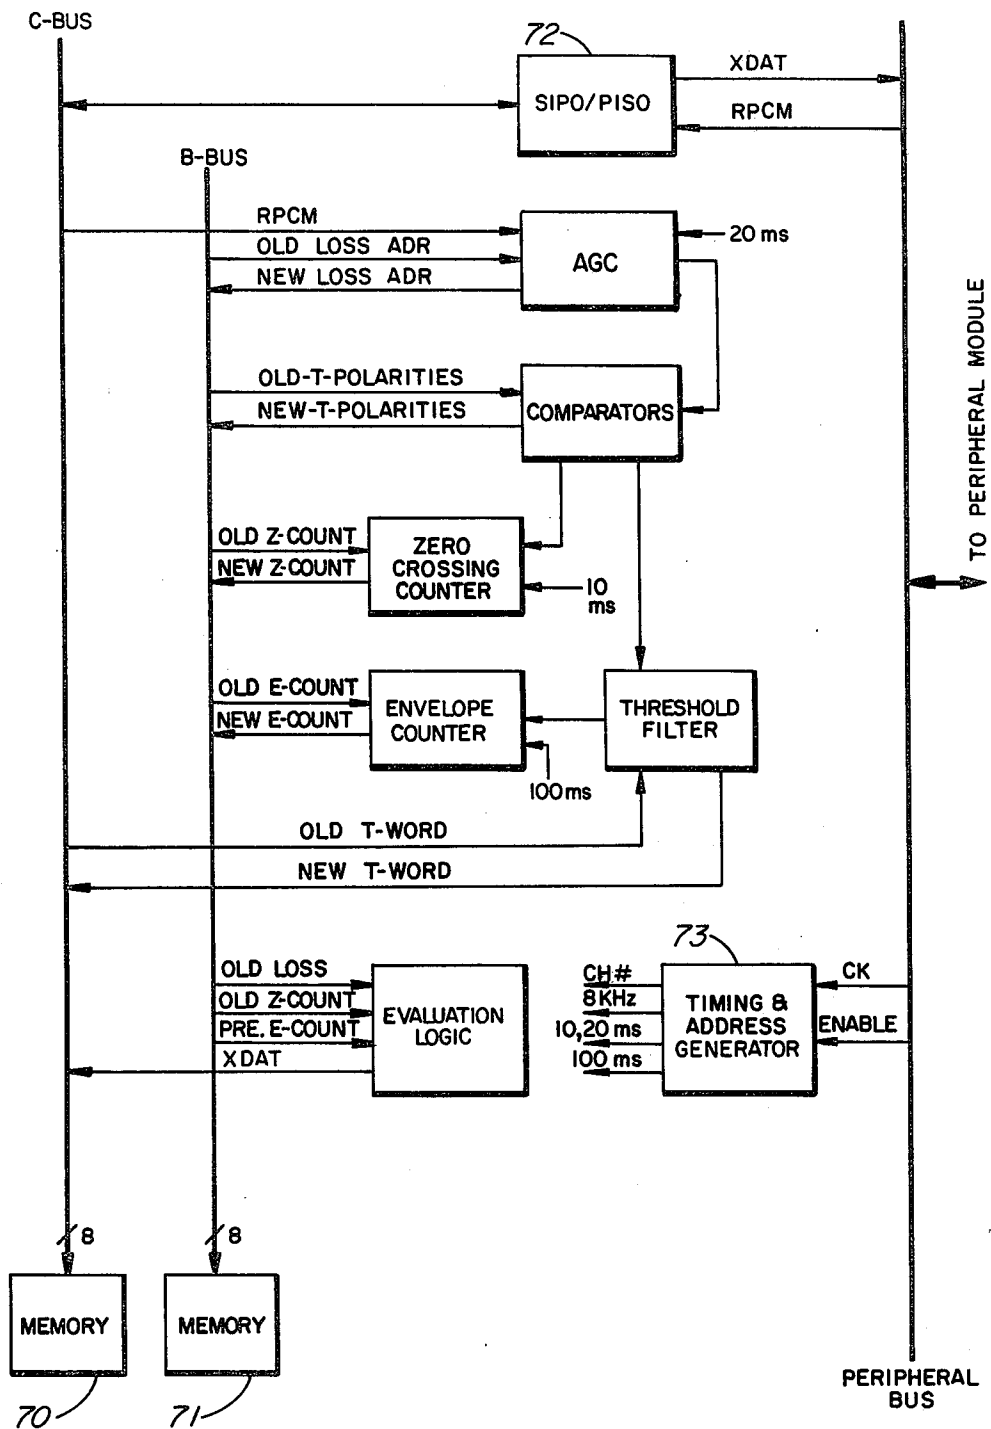 C-BUS
72
XDAT
SIPO/PISO
RPCM
B-BUS
RPCM
OLD LOSS ADR
NEW LOSS ADR
AGC
20 ms
OLD-T-POLARITIES
NEW-T-POLARITIES
COMPARATORS
TO PERIPHERAL MODULE
OLD Z-COUNT
NEW Z-COUNT
ZERO
CROSSING
COUNTER
10
ms
OLD E-COUNT
NEW E-COUNT
ENVELOPE
COUNTER
THRESHOLD
FILTER
100 ms
OLD T-WORD
NEW T-WORD
73
OLD LOSS
OLD Z-COUNT
PRE. E-COUNT
XDAT
EVALUATION
LOGIC
CH#
8KHz
10,20 ms
100 ms
TIMING &
ADDRESS
GENERATOR
CK
ENABLE
8
8
MEMORY
MEMORY
70
71
PERIPHERAL
BUS